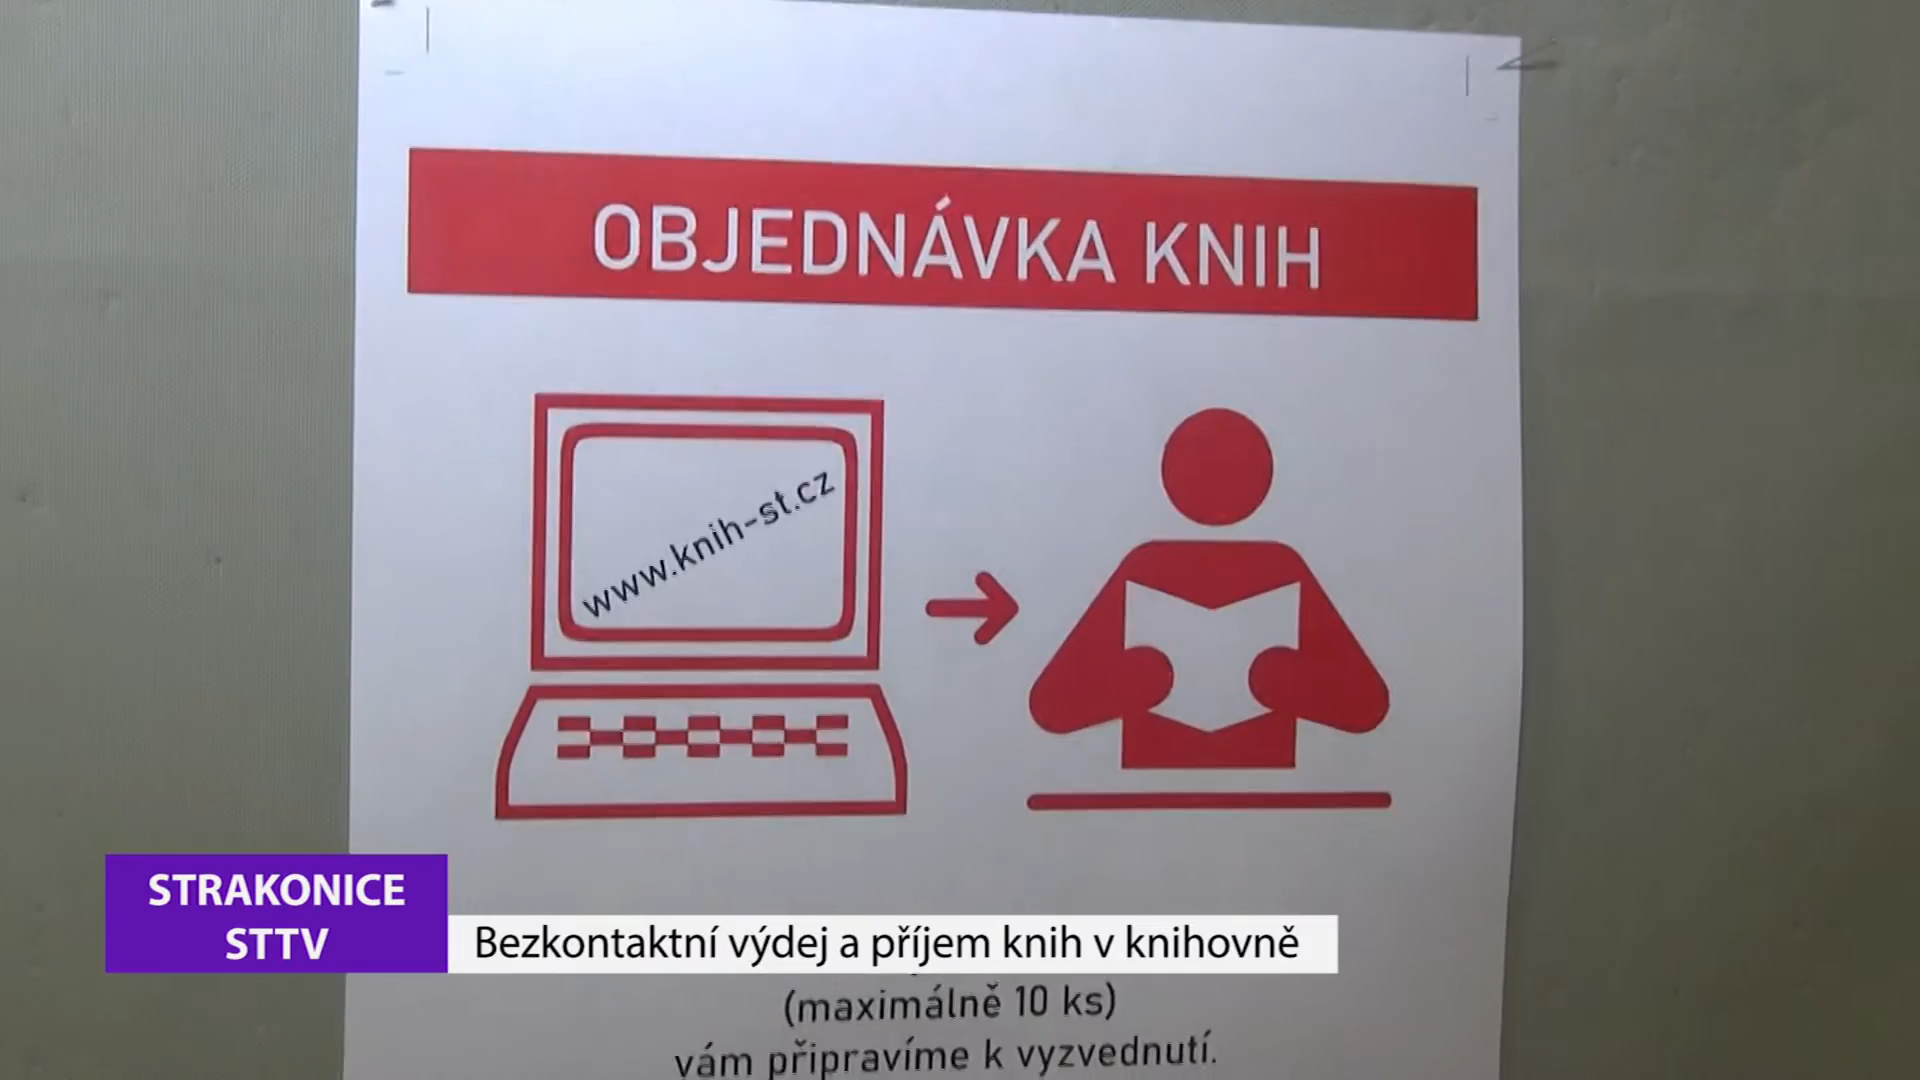 OBJEDNÁVKA KNIH
www.knih-st.cz
STRAKONICE
STTV
Bezkontaktní výdej a příjem knih v knihovně
(maximálně 10 ks)
vám připravíme k vyzvednutí.